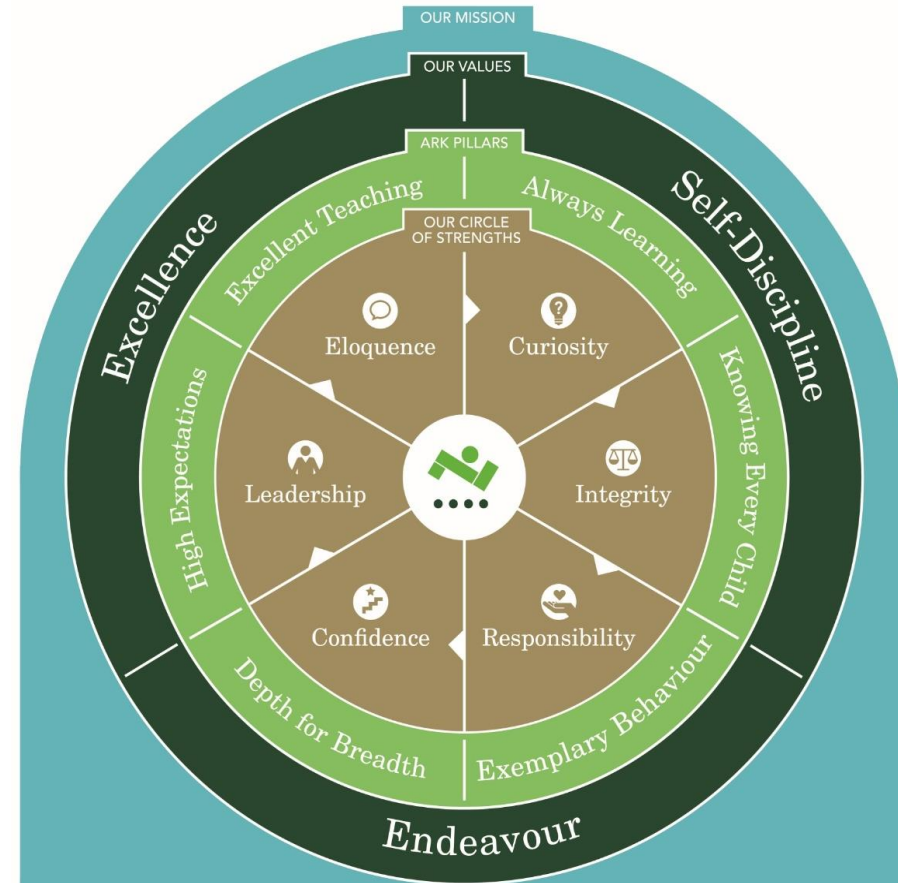 OUR MISSION
OUR VALUES
ARK PILLARS
OUR CIRCLE
OF STRENGTHS
Excellence
Self-Discipline
Endeavour
Excellent Teaching
Always Learning
Knowing Every Child
Exemplary Behaviour
Depth for Breadth
High Expectations
Eloquence
Curiosity
Leadership
Integrity
Confidence
Responsibility